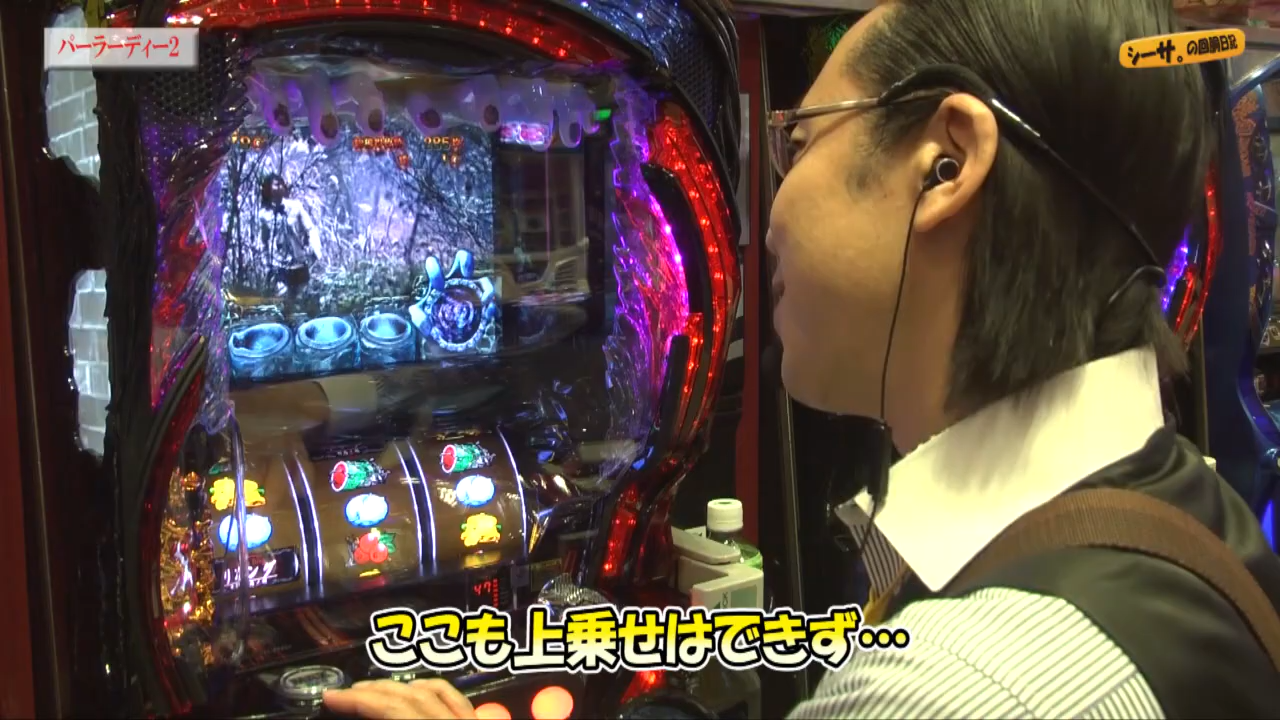 パーラーディー2
シーサ。の回胴日記
ここも上乗せはできず…
47